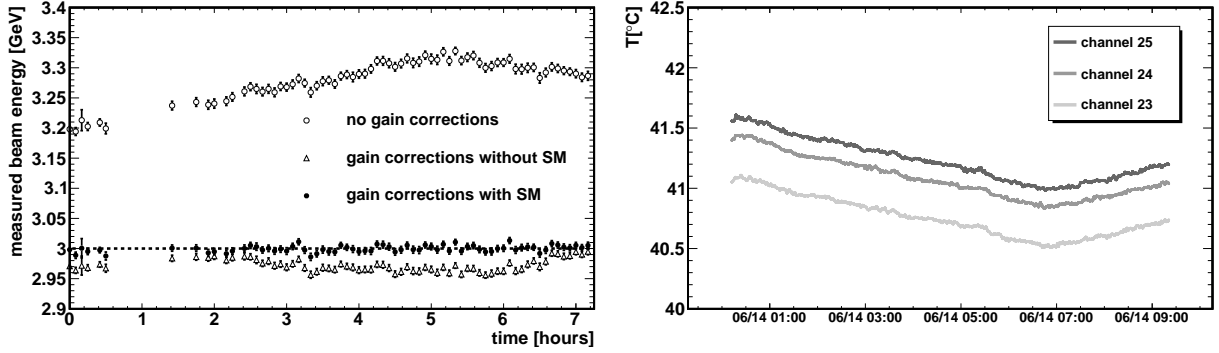 measured beam energy [GeV]
3.4
3.35
3.3
3.25
3.2
3.15
3.1
3.05
3
2.95
2.9
no gain corrections
gain corrections without SM
gain corrections with SM
0 1 2 3 4 5 6 7
time [hours]
T[°C]
42.5
42
41.5
41
40.5
40
channel 25
channel 24
channel 23
06/14 01:00 06/14 03:00 06/14 05:00 06/14 07:00 06/14 09:00